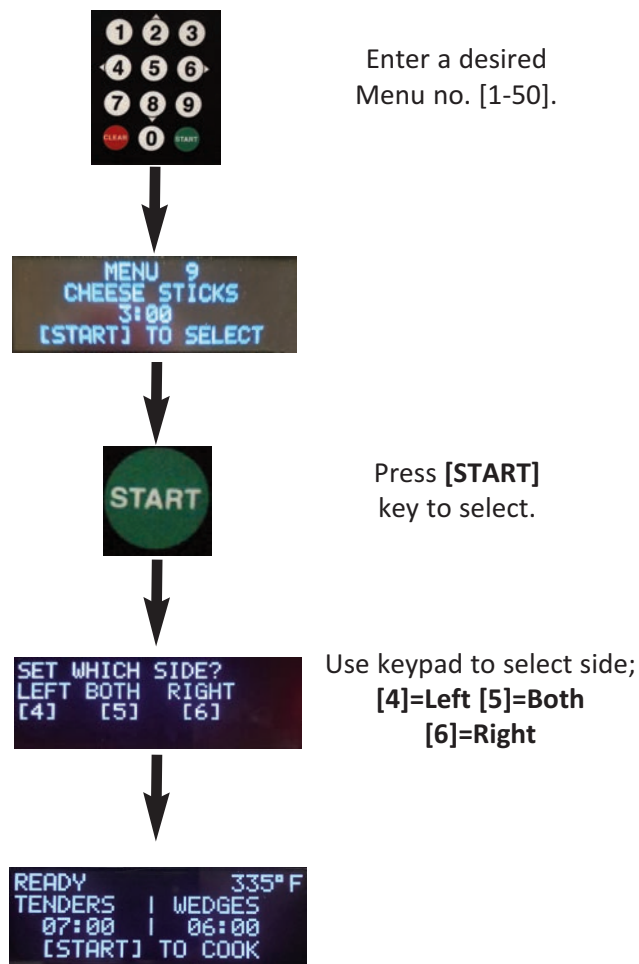 1 2 3
4 5 6
7 8 9
CLEAR 0 START
Enter a desired
Menu no. [1-50].
MENU 9
CHEESE STICKS
3:00
[START] TO SELECT
START
Press [START]
key to select.
SET WHICH SIDE?
LEFT BOTH RIGHT
[4] [5] [6]
Use keypad to select side;
[4]=Left [5]=Both
[6]=Right
READY 335°F
TENDERS | WEDGES
07:00 | 06:00
[START] TO COOK